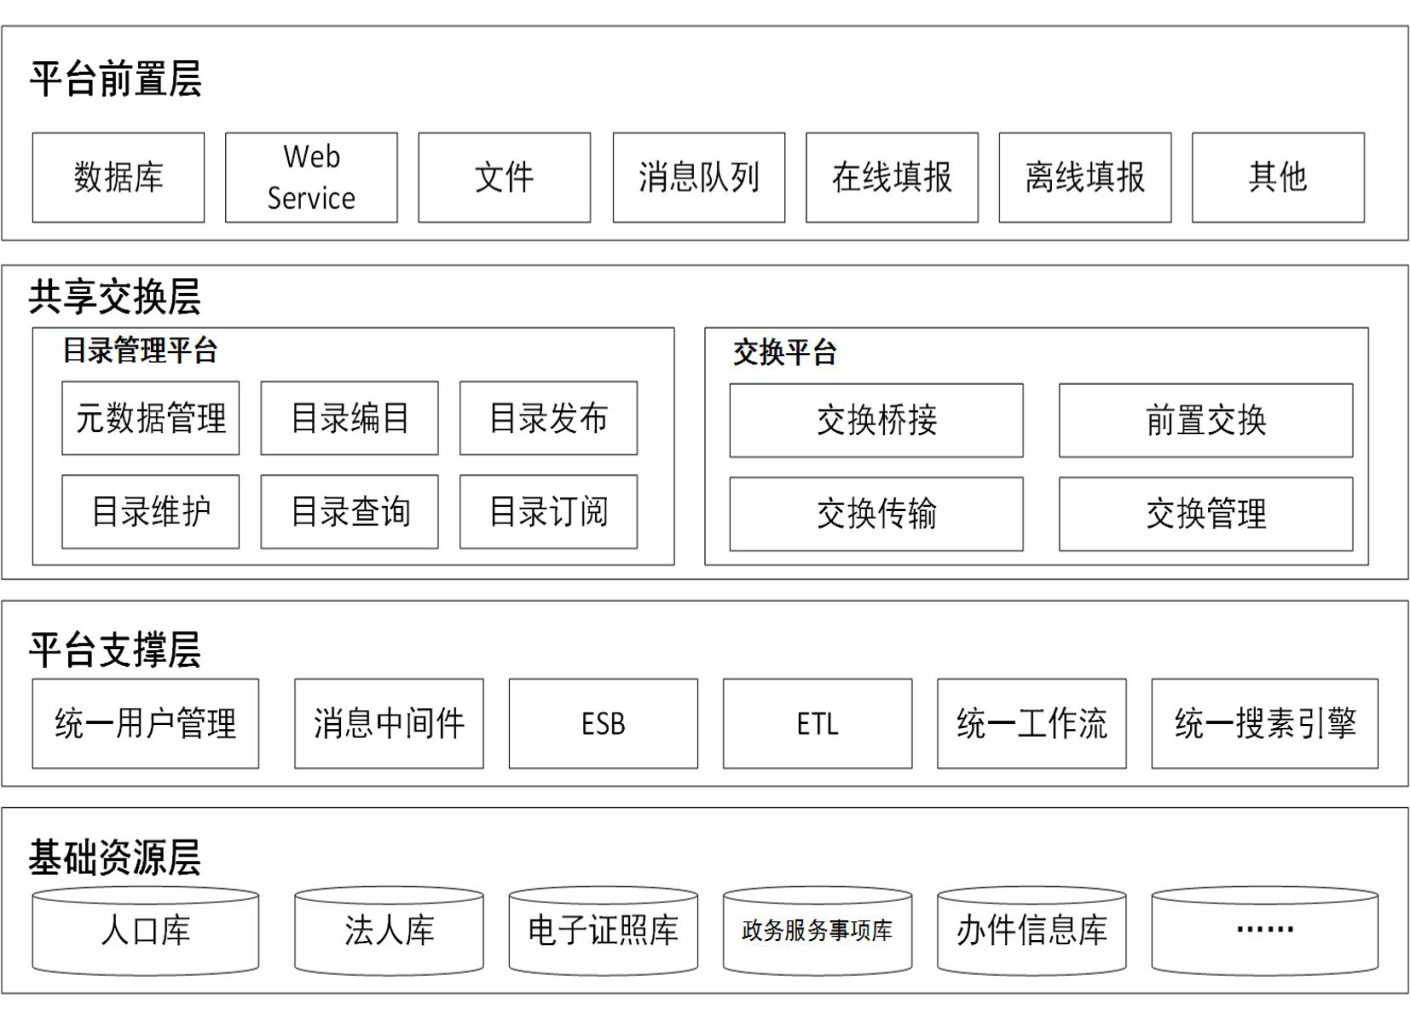 平台前置层
数据库
Web
Service
文件
消息队列
在线填报
离线填报
其他
共享交换层
目录管理平台
元数据管理
目录编目
目录发布
目录维护
目录查询
目录订阅
交换平台
交换桥接
前置交换
交换传输
交换管理
平台支撑层
统一用户管理
消息中间件
ESB
ETL
统一工作流
统一搜素引擎
基础资源层
人口库
法人库
电子证照库
政务服务事项库
办件信息库
······